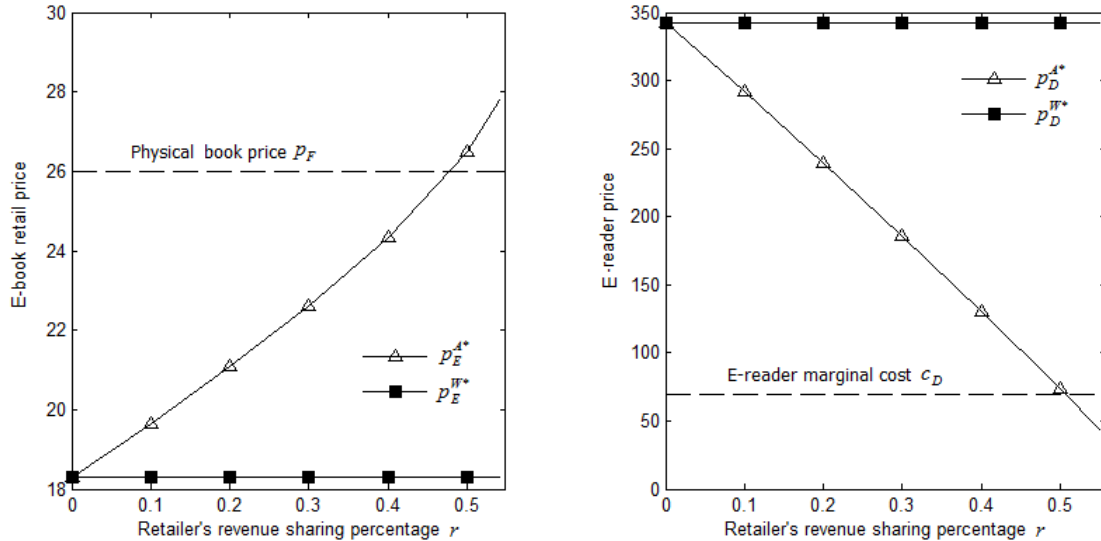 30
28
26
24
22
20
18
E-book retail price
Physical book price p_F
p_E^{A*}
p_E^{W*}
0 0.1 0.2 0.3 0.4 0.5
Retailer's revenue sharing percentage r
350
300
250
200
150
100
50
0
E-reader price
p_D^{A*}
p_D^{W*}
E-reader marginal cost c_D
0 0.1 0.2 0.3 0.4 0.5
Retailer's revenue sharing percentage r